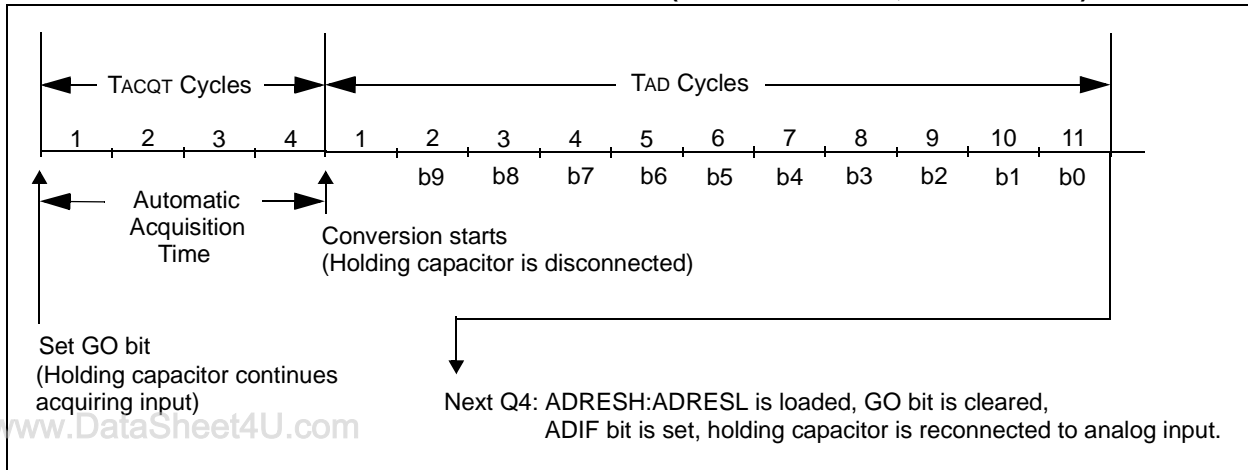 TACQT Cycles
TAD Cycles
1 2 3 4 1 2 3 4 5 6 7 8 9 10 11
b9 b8 b7 b6 b5 b4 b3 b2 b1 b0
Automatic
Acquisition
Time
Conversion starts
(Holding capacitor is disconnected)
Set GO bit
(Holding capacitor continues
acquiring input)
Next Q4: ADRESH:ADRESL is loaded, GO bit is cleared,
ADIF bit is set, holding capacitor is reconnected to analog input.
www.DataSheet4U.com